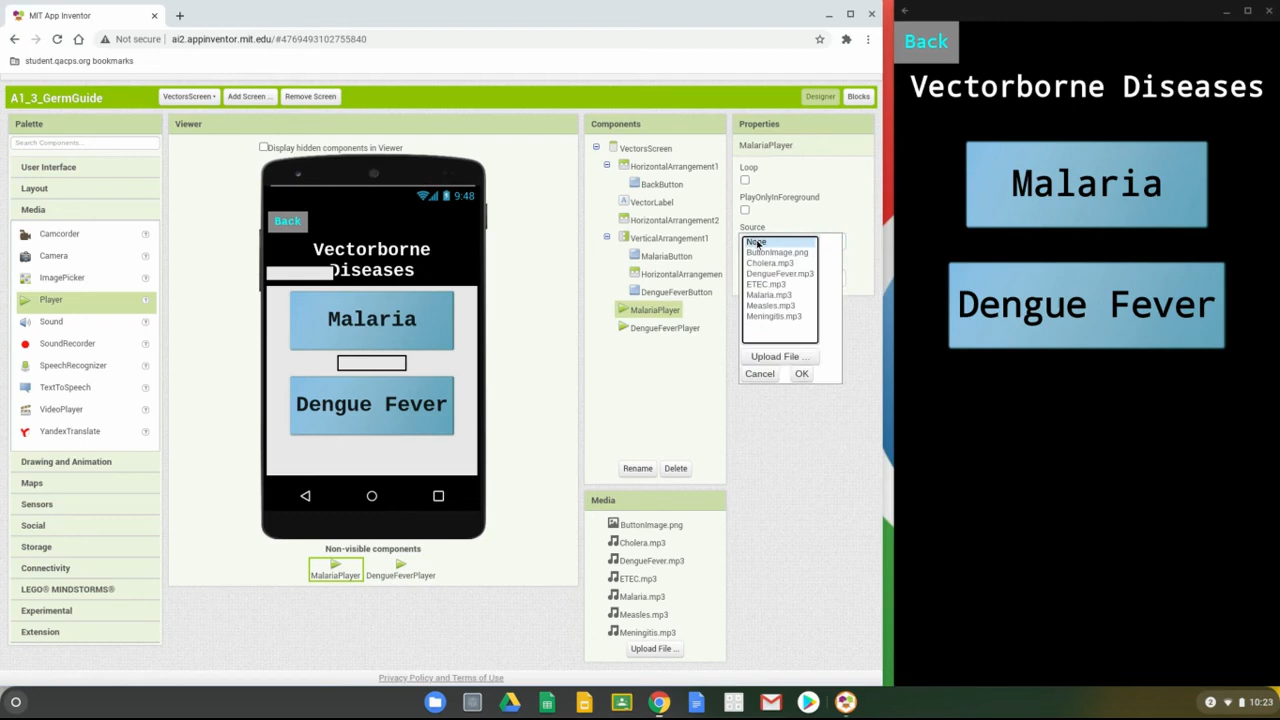 MIT App Inventor
Not secure | ai2.appinventor.mit.edu/#4769493102755840
student.qacps.org bookmarks
A1_3_GermGuide
VectorsScreen
Add Screen ...
Remove Screen
Designer
Blocks
Palette
Search Components...
User Interface
Layout
Media
Camcorder
Camera
ImagePicker
Player
Sound
SoundRecorder
SpeechRecognizer
TextToSpeech
VideoPlayer
YandexTranslate
Drawing and Animation
Maps
Sensors
Social
Storage
Connectivity
LEGO® MINDSTORMS®
Experimental
Extension
Viewer
Display hidden components in Viewer
9:48
Back
Vectorborne
Diseases
Malaria
Dengue Fever
Non-visible components
MalariaPlayer
DengueFeverPlayer
Components
VectorsScreen
HorizontalArrangement1
BackButton
VectorLabel
HorizontalArrangement2
VerticalArrangement1
MalariaButton
HorizontalArrangemen
DengueFeverButton
MalariaPlayer
DengueFeverPlayer
Rename
Delete
Media
ButtonImage.png
Cholera.mp3
DengueFever.mp3
ETEC.mp3
Malaria.mp3
Measles.mp3
Meningitis.mp3
Upload File ...
Properties
MalariaPlayer
Loop
PlayOnlyInForeground
Source
None
ButtonImage.png
Cholera.mp3
DengueFever.mp3
ETEC.mp3
Malaria.mp3
Measles.mp3
Meningitis.mp3
Upload File ...
Cancel
OK
Privacy Policy and Terms of Use
Back
Vectorborne Diseases
Malaria
Dengue Fever
2
10:23